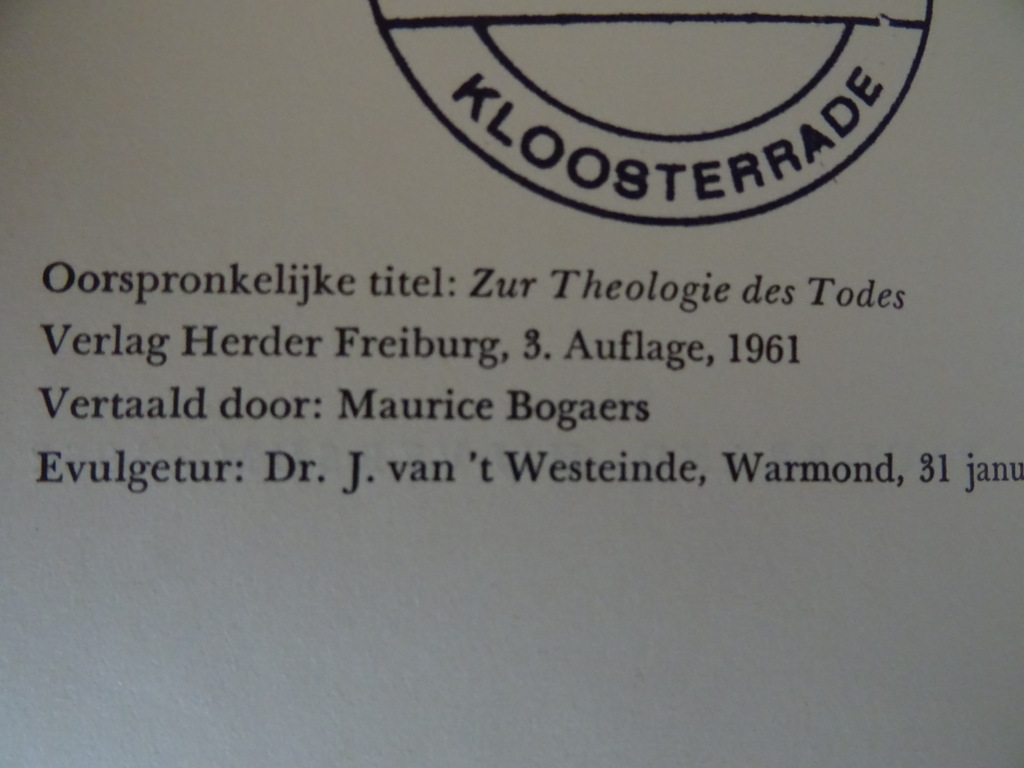 KLOOSTERRADE
Oorspronkelijke titel: Zur Theologie des Todes
Verlag Herder Freiburg, 3. Auflage, 1961
Vertaald door: Maurice Bogaers
Evulgetur: Dr. J. van 't Westeinde, Warmond, 31 janu